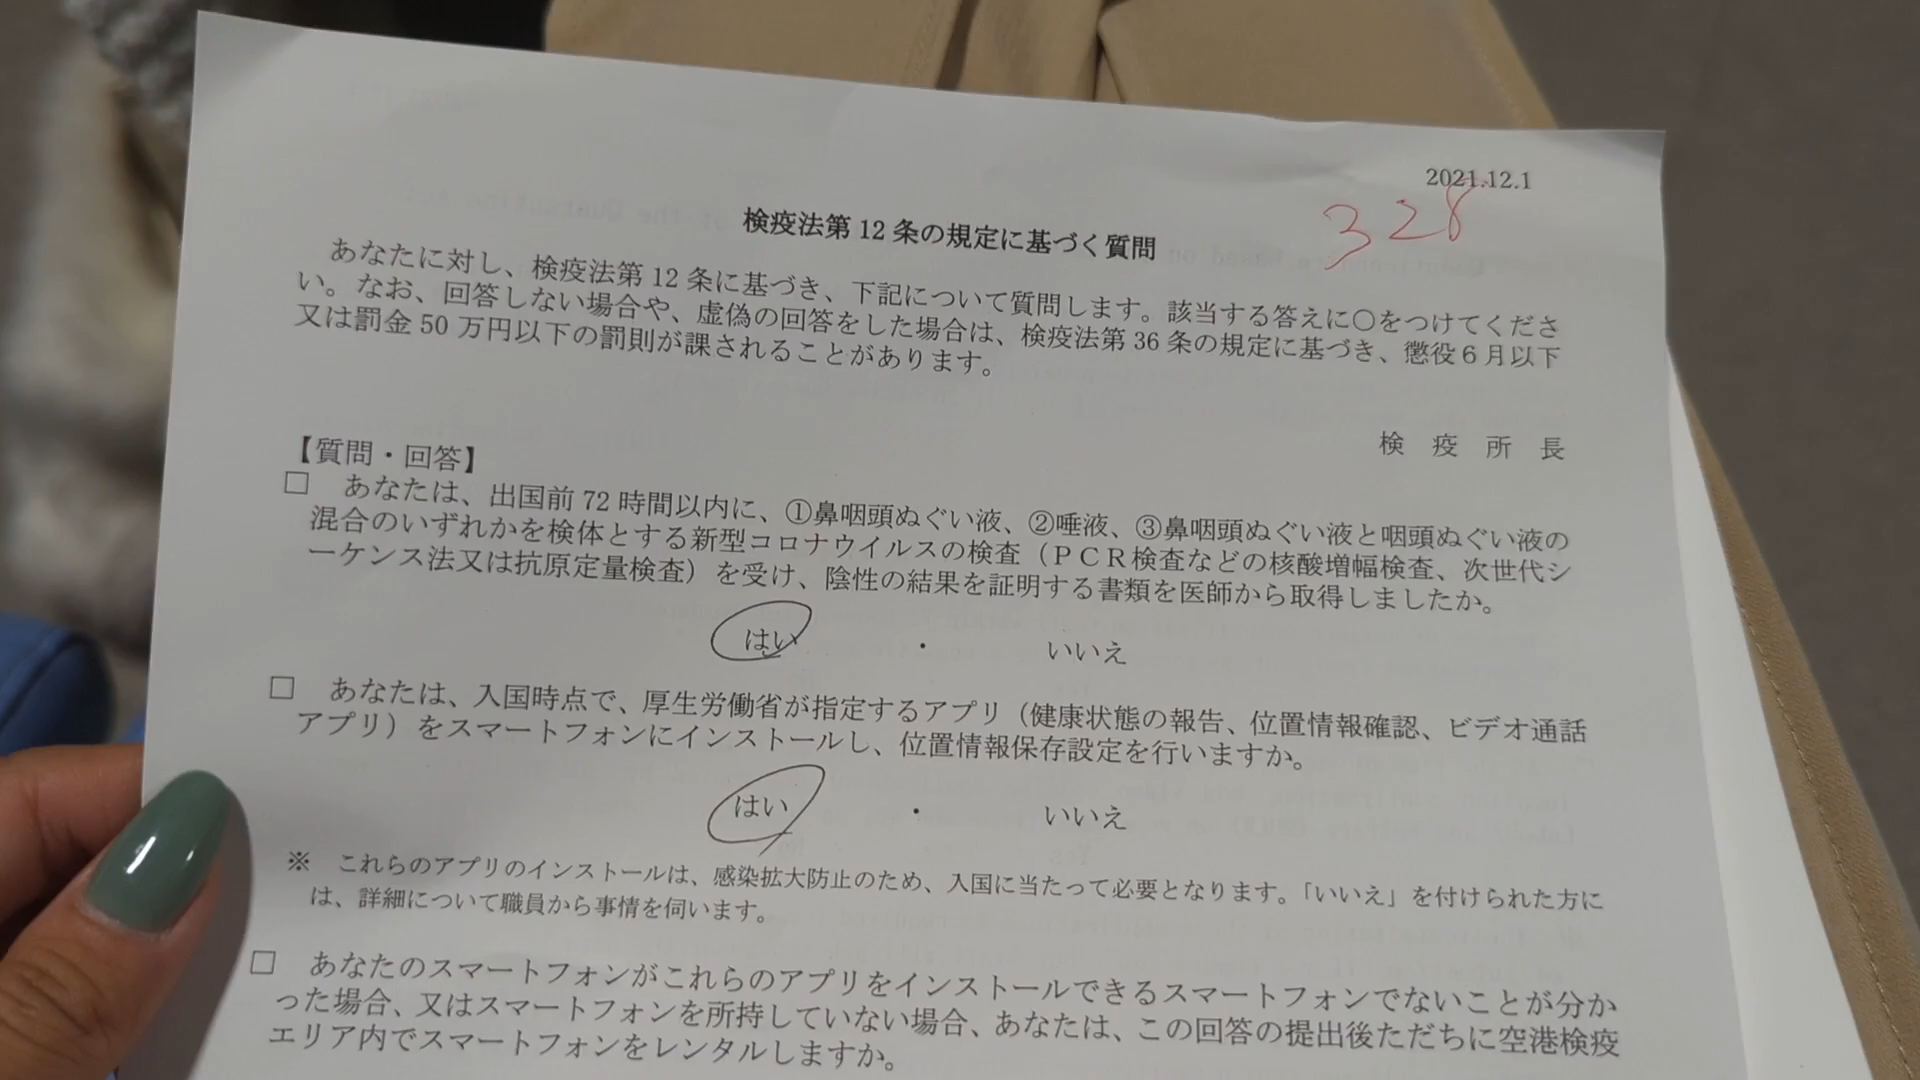 2021.12.1
328
検疫法第12条の規定に基づく質問
あなたに対し、検疫法第12条に基づき、下記について質問します。該当する答えに○をつけてくださ
い。なお、回答しない場合や、虚偽の回答をした場合は、検疫法第36条の規定に基づき、懲役6月以下
又は罰金50万円以下の罰則が課されることがあります。
検 疫 所 長
【質問・回答】
□ あなたは、出国前72時間以内に、①鼻咽頭ぬぐい液、②唾液、③鼻咽頭ぬぐい液と咽頭ぬぐい液の
混合のいずれかを検体とする新型コロナウイルスの検査(PCR検査などの核酸増幅検査、次世代シ
ーケンス法又は抗原定量検査)を受け、陰性の結果を証明する書類を医師から取得しましたか。
はい ・ いいえ
□ あなたは、入国時点で、厚生労働省が指定するアプリ(健康状態の報告、位置情報確認、ビデオ通話
アプリ)をスマートフォンにインストールし、位置情報保存設定を行いますか。
はい ・ いいえ
※ これらのアプリのインストールは、感染拡大防止のため、入国に当たって必要となります。「いいえ」を付けられた方に
は、詳細について職員から事情を伺います。
□ あなたのスマートフォンがこれらのアプリをインストールできるスマートフォンでないことが分か
った場合、又はスマートフォンを所持していない場合、あなたは、この回答の提出後ただちに空港検疫
エリア内でスマートフォンをレンタルしますか。